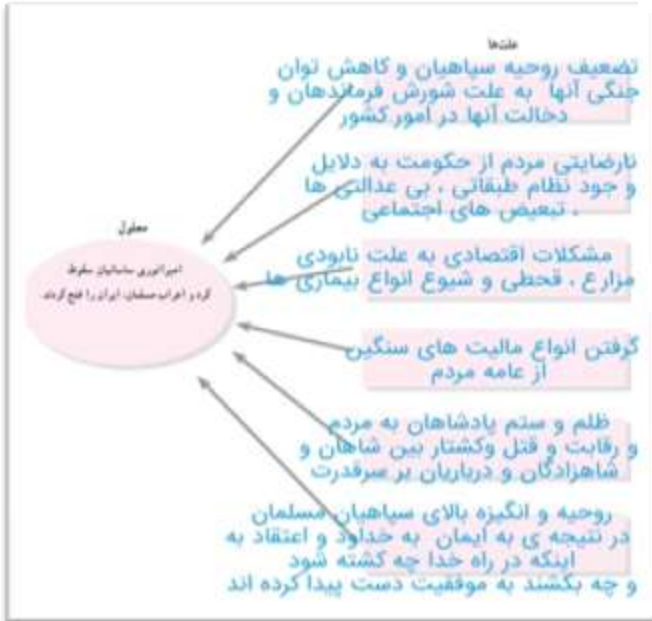 علت‌ها
تضعیف روحیه سپاهیان و کاهش توان
جنگی آنها به علت شورش فرماندهان و
دخالت آنها در امور کشور
نارضایتی مردم از حکومت به دلایل
و جود نظام طبقاتی ، بی عدالتی ها
، تبعیض های اجتماعی
مشکلات اقتصادی به علت نابودی
مزارع ، قحطی و شیوع انواع بیماری ها
گرفتن انواع مالیت های سنگین
از عامه مردم
ظلم و ستم پادشاهان به مردم
و رقابت و قتل وکشتار بین شاهان و
شاهزادگان و درباریان بر سرقدرت
روحیه و انگیزه بالای سپاهیان مسلمان
در نتیجه ی به ایمان به خداود و اعتقاد به
اینکه در راه خدا چه کشته شود
و چه بکشند به موفقیت دست پیدا کرده اند
معلول
امپراتوری ساسانیان سقوط
کرد و اعراب مسلمان، ایران را فتح کردند.